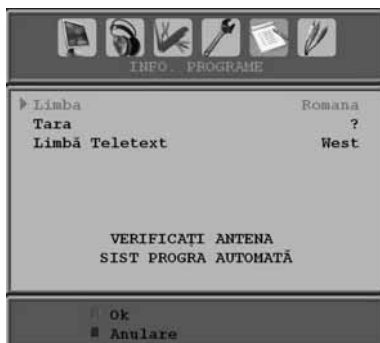 INFO. PROGRAME
Limba Romana
Tara ?
Limbă Teletext West
VERIFICAȚI ANTENA
SIST PROGRA AUTOMATĂ
Ok
Anulare